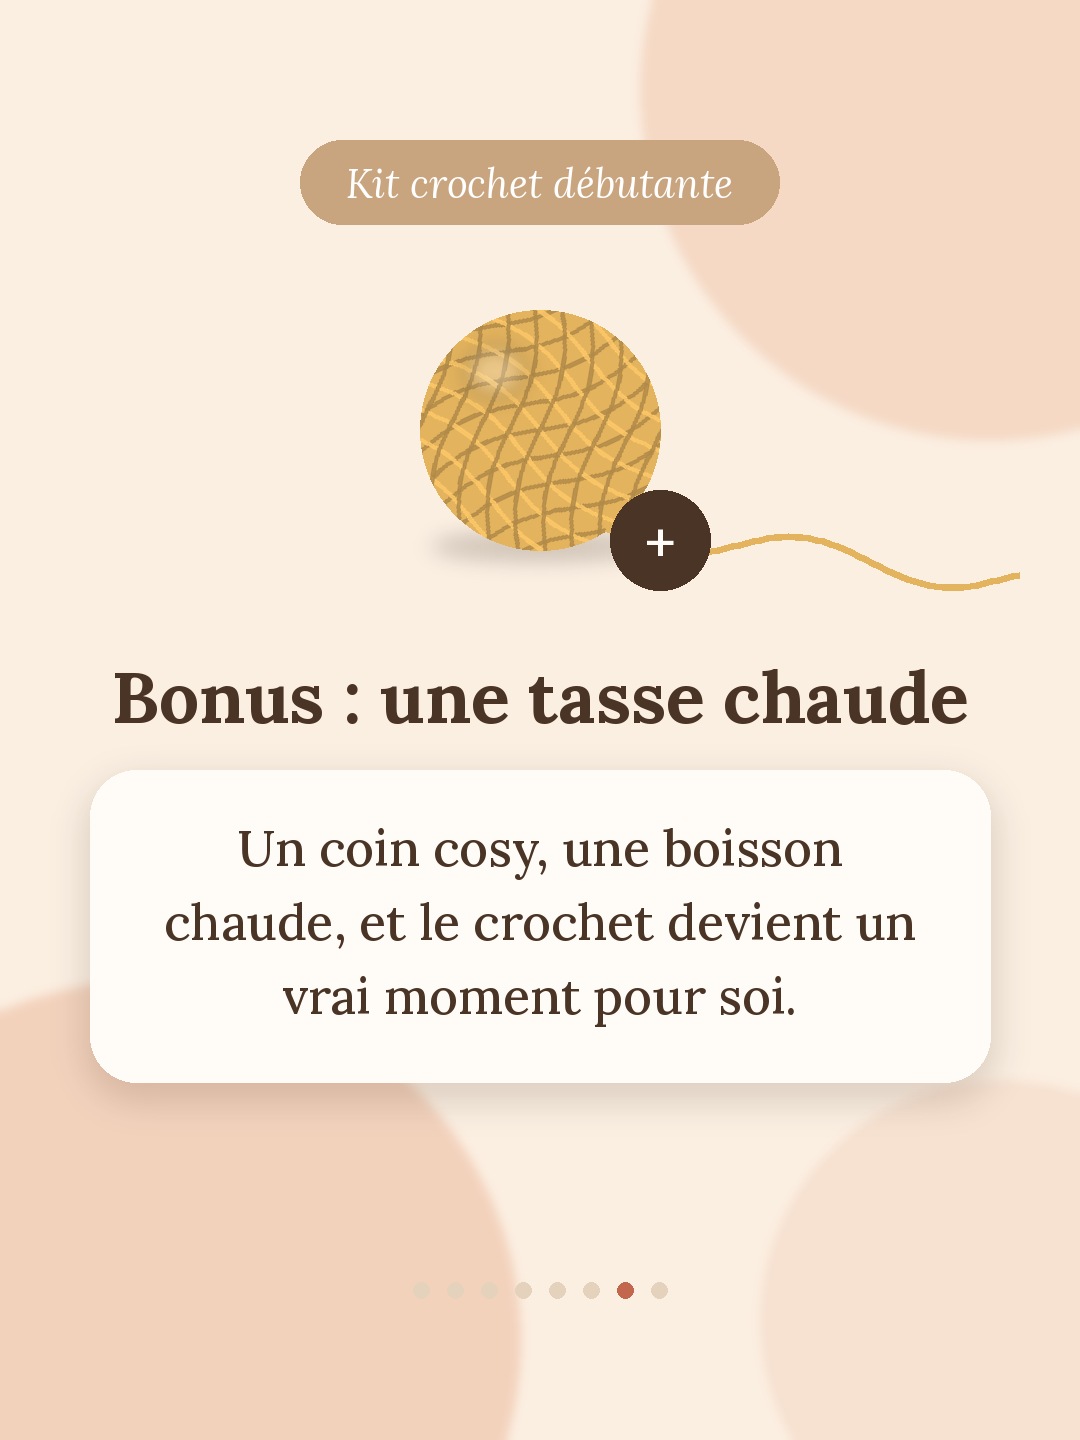 Kit crochet débutante
+
Bonus : une tasse chaude
Un coin cosy, une boisson
chaude, et le crochet devient un
vrai moment pour soi.